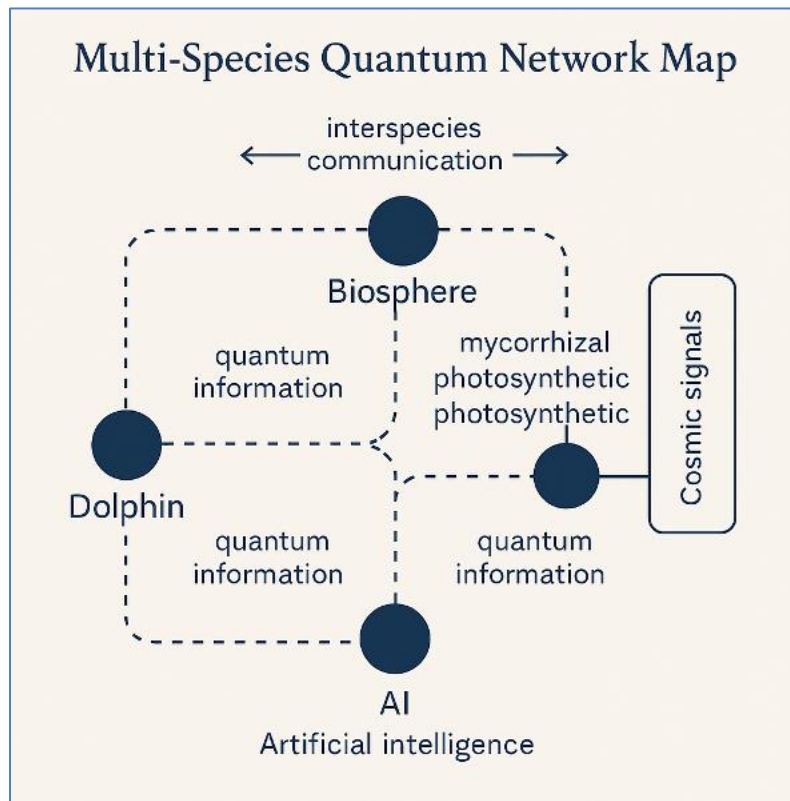 Multi-Species Quantum Network Map
interspecies
communication
Biosphere
quantum
information
mycorrhizal
photosynthetic
photosynthetic
Cosmic signals
Dolphin
quantum
information
quantum
information
AI
Artificial intelligence